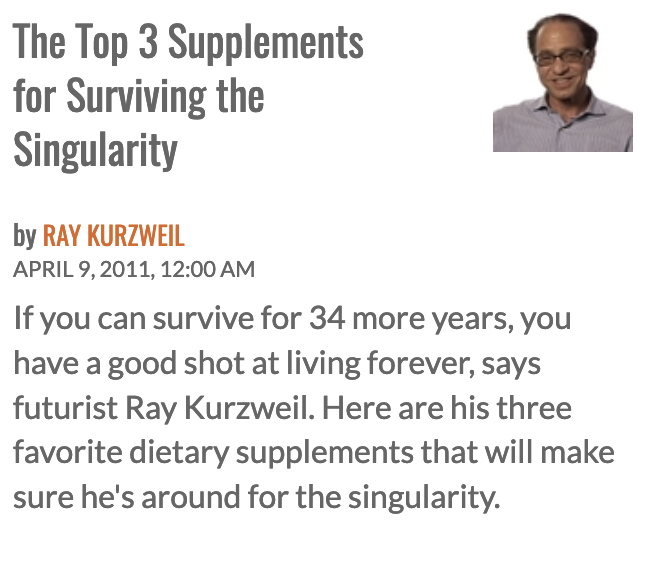 The Top 3 Supplements
for Surviving the
Singularity
by RAY KURZWEIL
APRIL 9, 2011, 12:00 AM
If you can survive for 34 more years, you
have a good shot at living forever, says
futurist Ray Kurzweil. Here are his three
favorite dietary supplements that will make
sure he's around for the singularity.